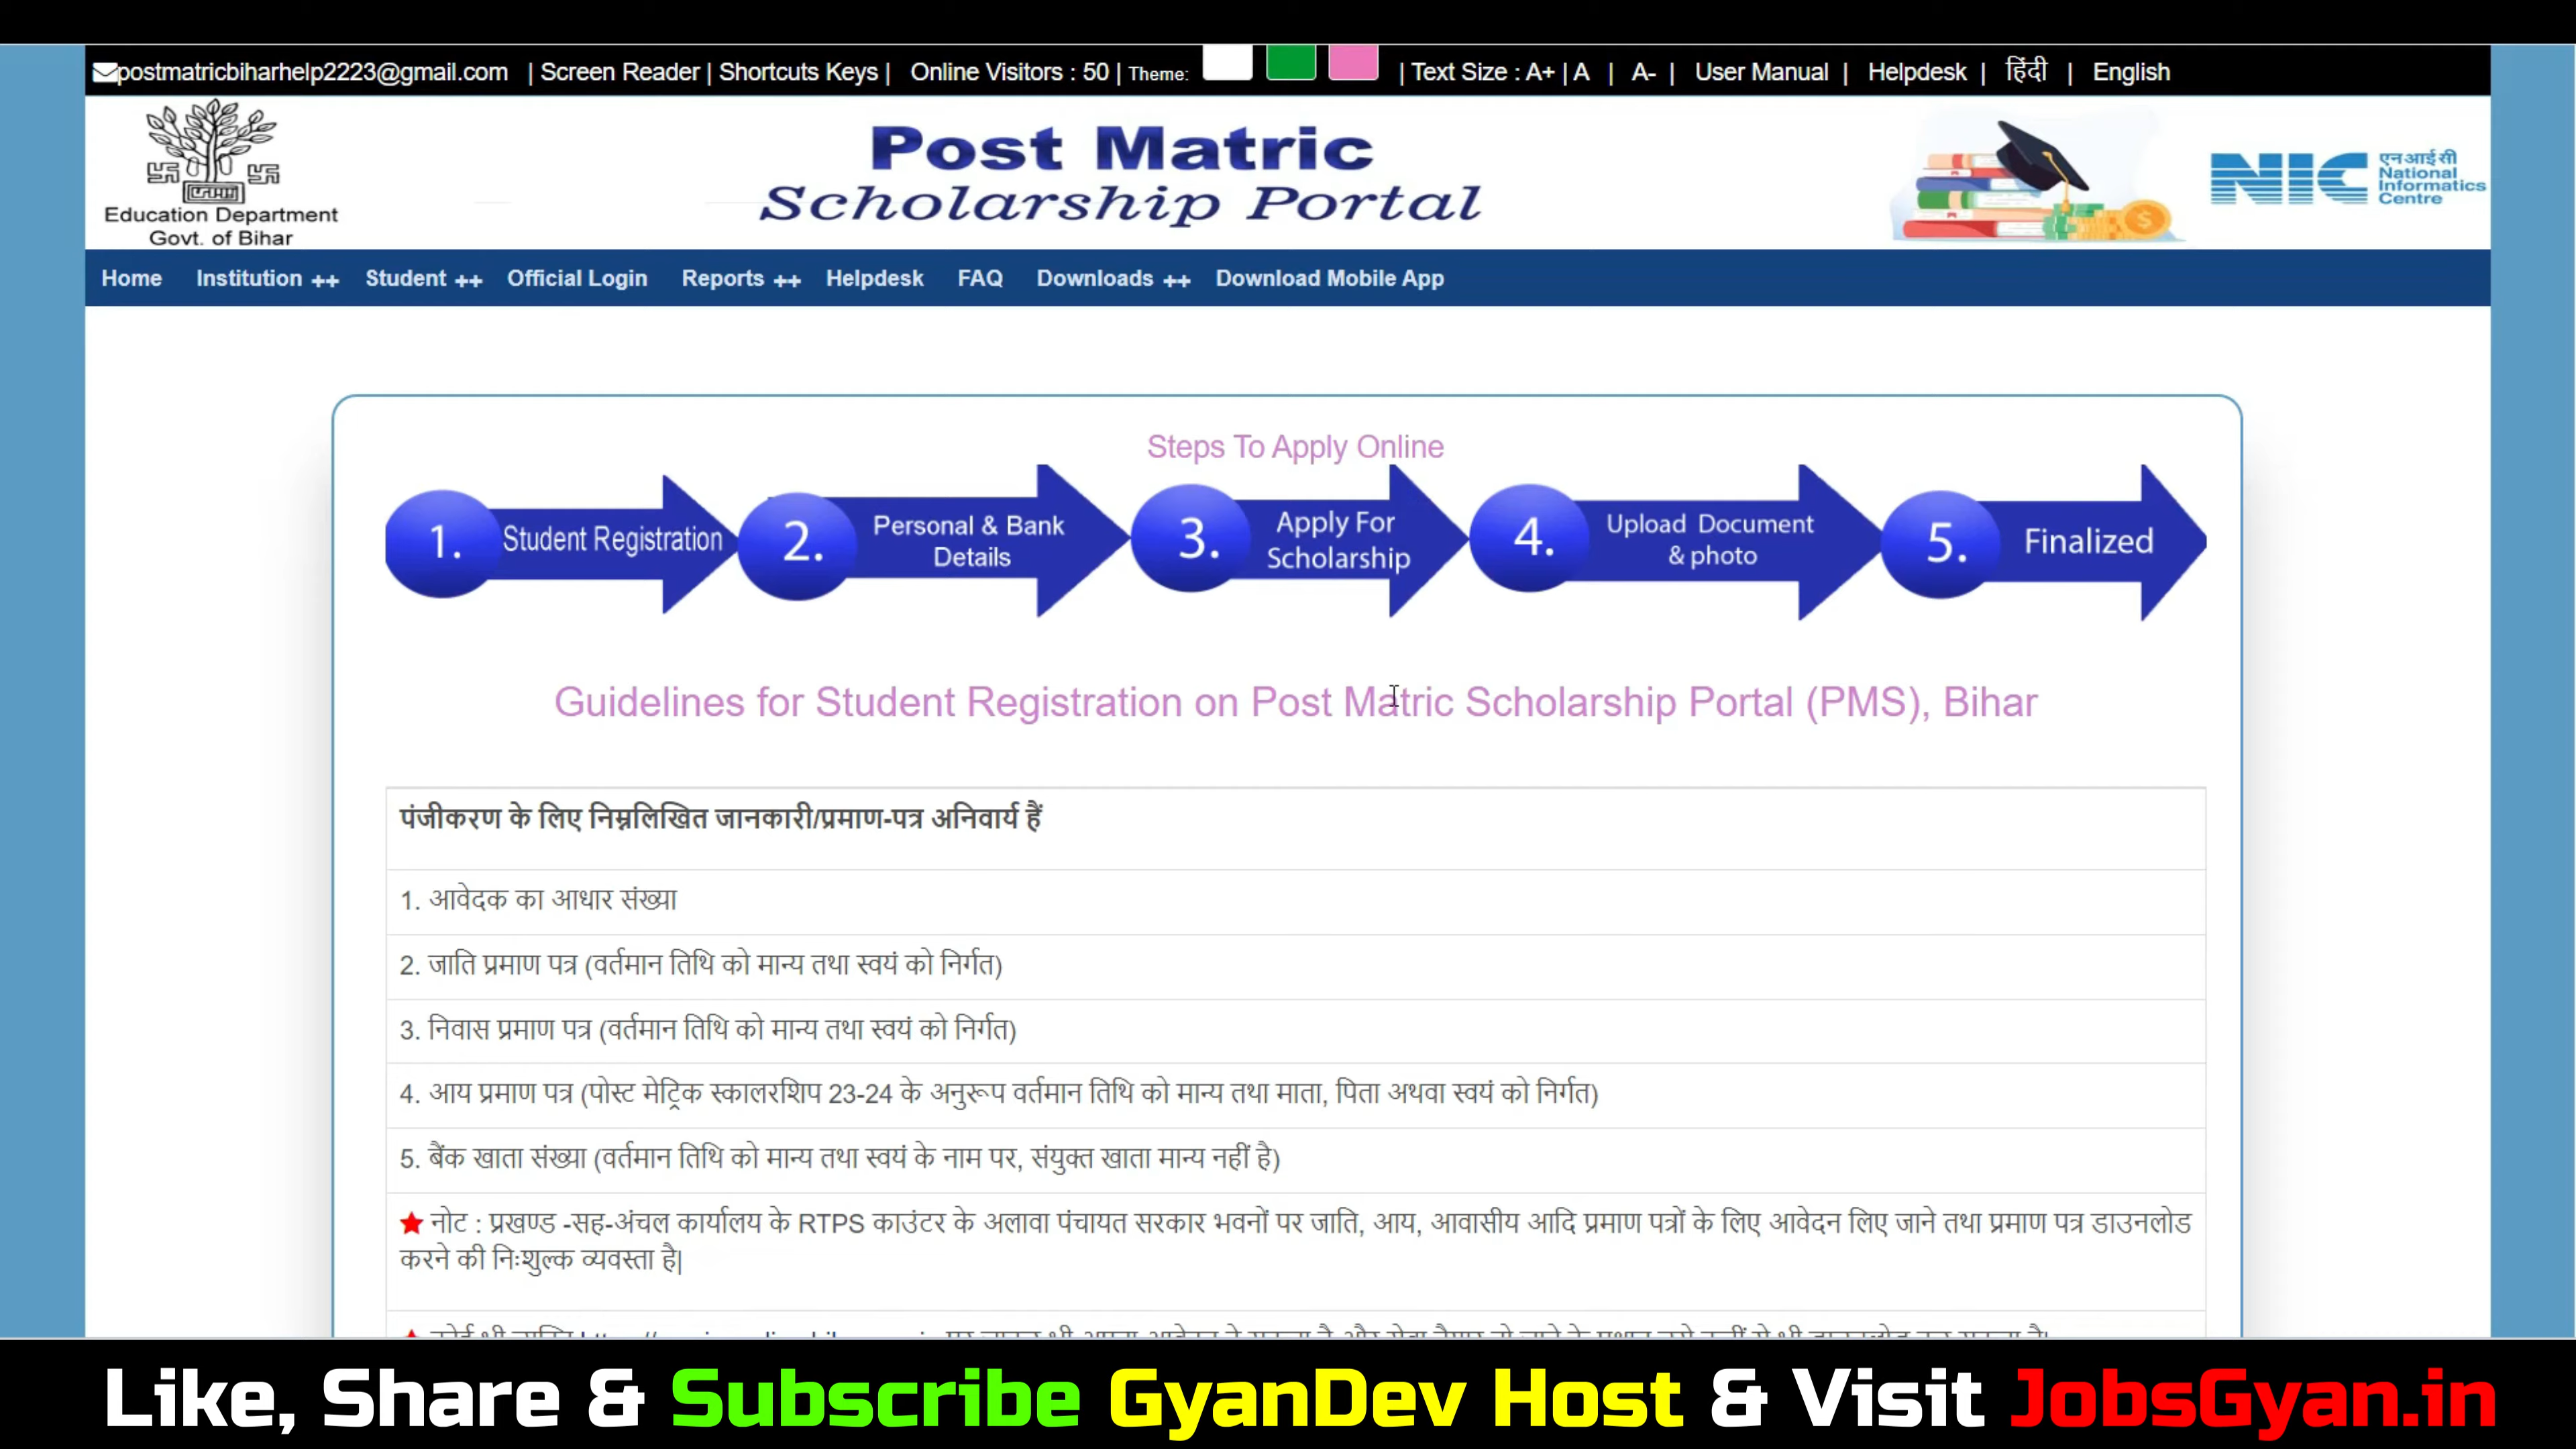 postmatricbiharhelp2223@gmail.com | Screen Reader | Shortcuts Keys | Online Visitors : 50 | Theme: | Text Size : A+ | A | A- | User Manual | Helpdesk | हिंदी | English
Education Department
Govt. of Bihar
Post Matric
Scholarship Portal
NIC
एन आई सी
National
Informatics
Centre
Home Institution ++ Student ++ Official Login Reports ++ Helpdesk FAQ Downloads ++ Download Mobile App
Steps To Apply Online
1. Student Registration
2. Personal & Bank
Details
3. Apply For
Scholarship
4. Upload Document
& photo
5. Finalized
Guidelines for Student Registration on Post Matric Scholarship Portal (PMS), Bihar
पंजीकरण के लिए निम्नलिखित जानकारी/प्रमाण-पत्र अनिवार्य हैं
1. आवेदक का आधार संख्या
2. जाति प्रमाण पत्र (वर्तमान तिथि को मान्य तथा स्वयं को निर्गत)
3. निवास प्रमाण पत्र (वर्तमान तिथि को मान्य तथा स्वयं को निर्गत)
4. आय प्रमाण पत्र (पोस्ट मेट्रिक स्कालरशिप 23-24 के अनुरूप वर्तमान तिथि को मान्य तथा माता, पिता अथवा स्वयं को निर्गत)
5. बैंक खाता संख्या (वर्तमान तिथि को मान्य तथा स्वयं के नाम पर, संयुक्त खाता मान्य नहीं है)
नोट : प्रखण्ड -सह-अंचल कार्यालय के RTPS काउंटर के अलावा पंचायत सरकार भवनों पर जाति, आय, आवासीय आदि प्रमाण पत्रों के लिए आवेदन लिए जाने तथा प्रमाण पत्र डाउनलोड
करने की निःशुल्क व्यवस्ता है|
Like, Share & Subscribe GyanDev Host & Visit JobsGyan.in